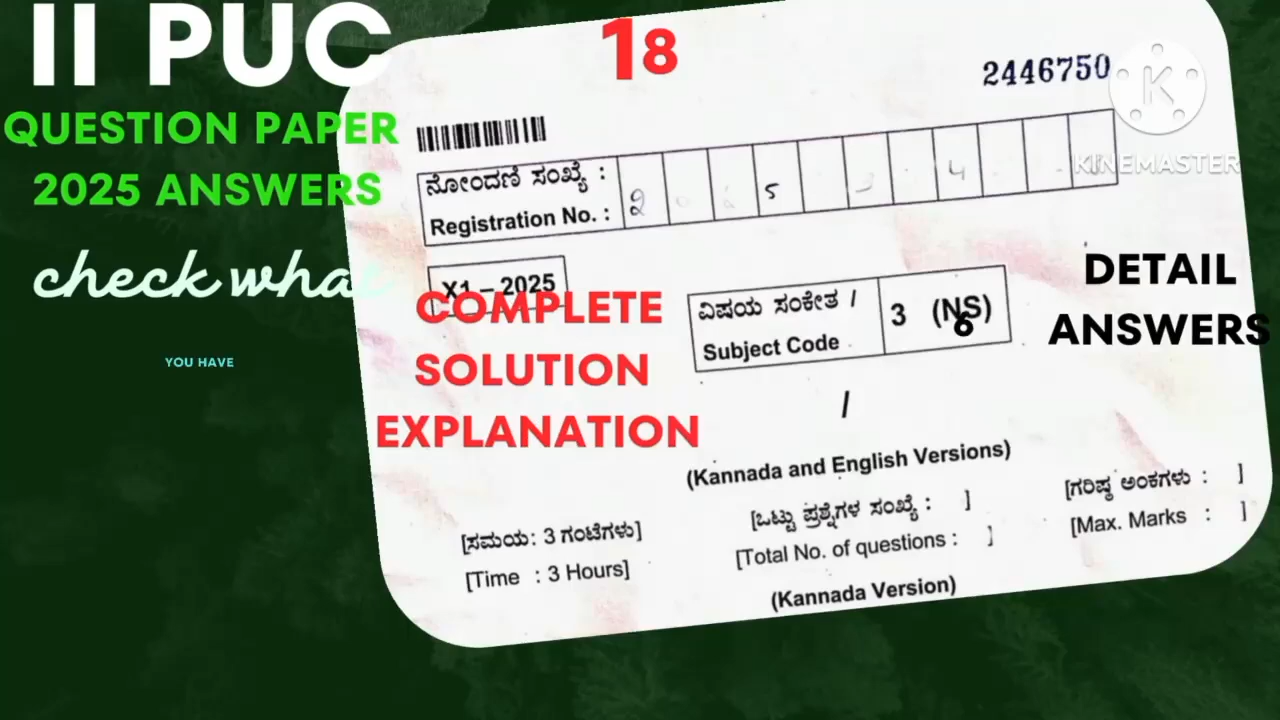 II PUC
QUESTION PAPER
2025 ANSWERS
check what
YOU HAVE
18
2446750
KINEMASTER
ನೋಂದಣಿ ಸಂಖ್ಯೆ :
Registration No. :
X1 – 2025
COMPLETE
SOLUTION
EXPLANATION
ವಿಷಯ ಸಂಕೇತ /
Subject Code
3 (NS)
6
DETAIL
ANSWERS
/
(Kannada and English Versions)
[ಸಮಯ: 3 ಗಂಟೆಗಳು]
[ಒಟ್ಟು ಪ್ರಶ್ನೆಗಳ ಸಂಖ್ಯೆ : ]
[ಗರಿಷ್ಠ ಅಂಕಗಳು : ]
[Time : 3 Hours]
[Total No. of questions : ]
[Max. Marks : ]
(Kannada Version)